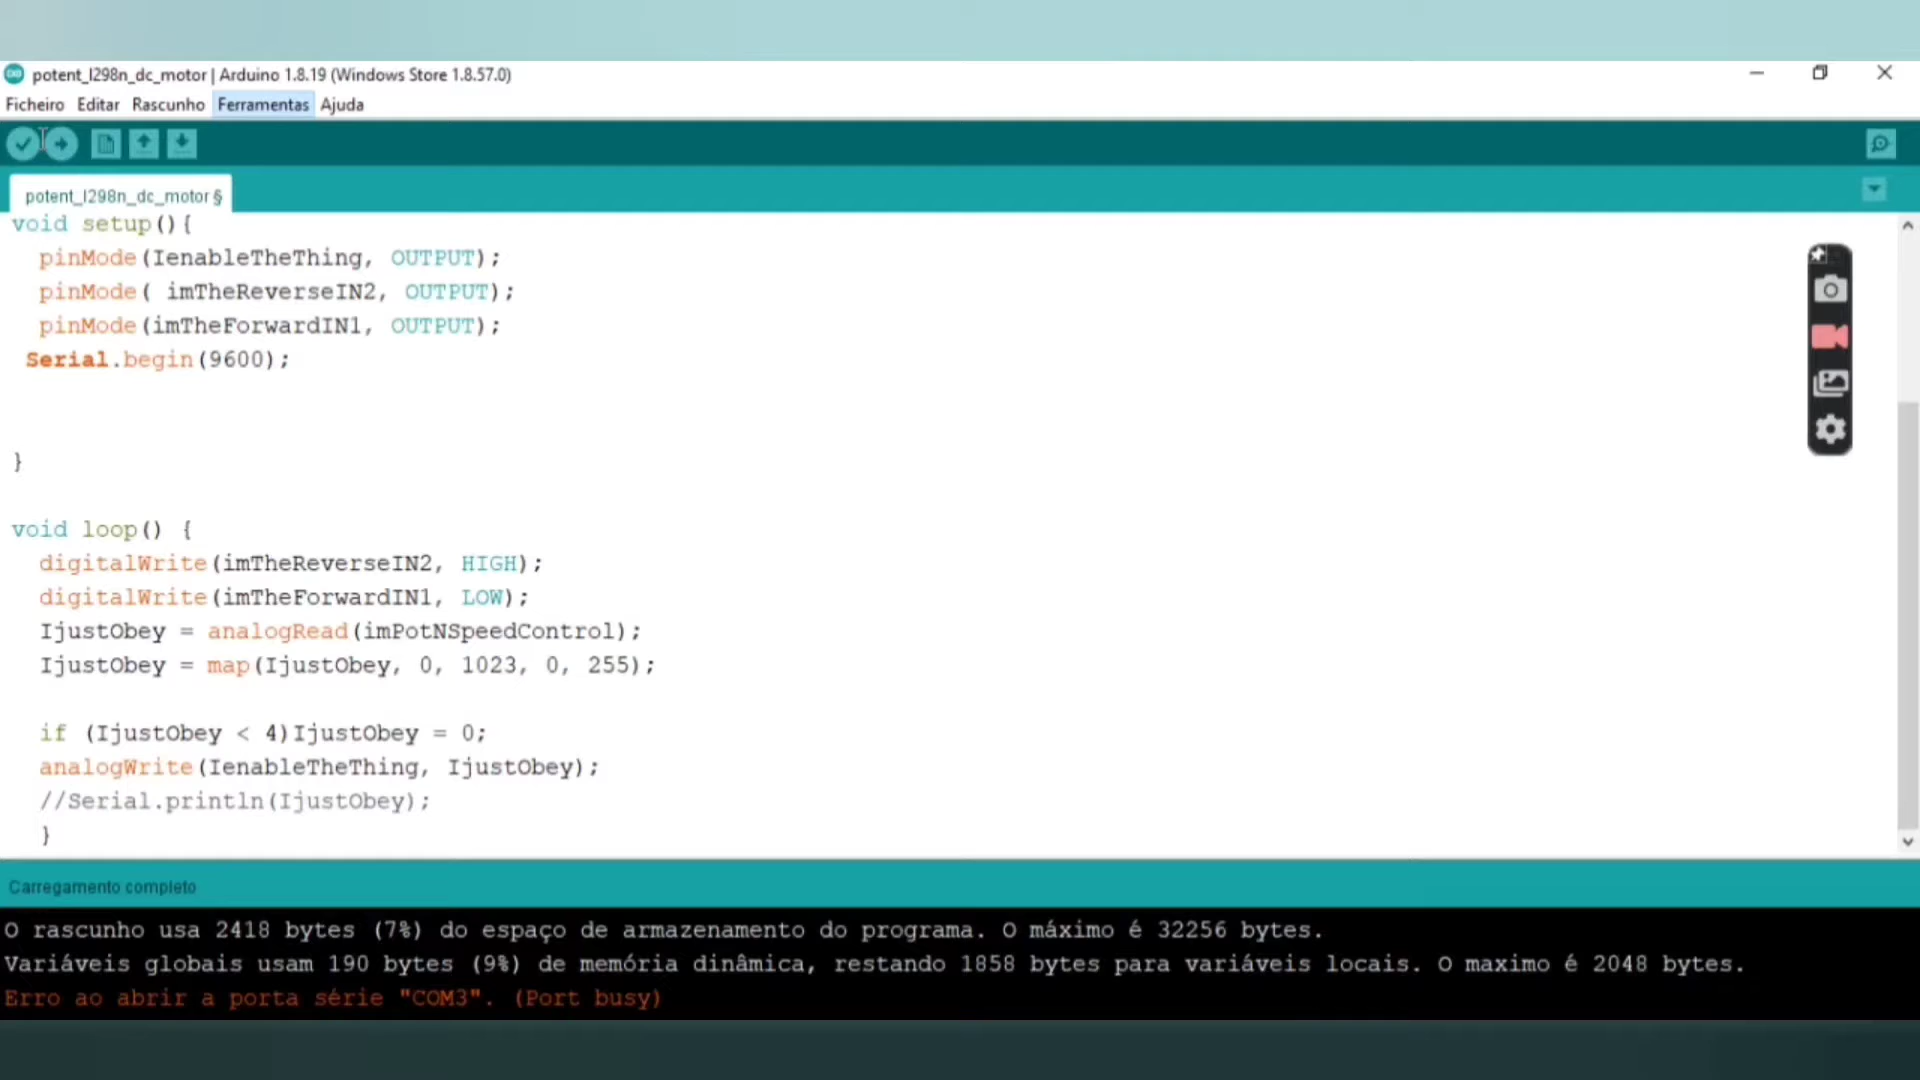 potent_l298n_dc_motor | Arduino 1.8.19 (Windows Store 1.8.57.0)
Ficheiro Editar Rascunho Ferramentas Ajuda
potent_l298n_dc_motor §
void setup(){
pinMode(IenableTheThing, OUTPUT);
pinMode( imTheReverseIN2, OUTPUT);
pinMode(imTheForwardIN1, OUTPUT);
Serial.begin(9600);
}
void loop() {
digitalWrite(imTheReverseIN2, HIGH);
digitalWrite(imTheForwardIN1, LOW);
IjustObey = analogRead(imPotNSpeedControl);
IjustObey = map(IjustObey, 0, 1023, 0, 255);
if (IjustObey < 4)IjustObey = 0;
analogWrite(IenableTheThing, IjustObey);
//Serial.println(IjustObey);
}
Carregamento completo
O rascunho usa 2418 bytes (7%) do espaço de armazenamento do programa. O máximo é 32256 bytes.
Variáveis globais usam 190 bytes (9%) de memória dinâmica, restando 1858 bytes para variáveis locais. O maximo é 2048 bytes.
Erro ao abrir a porta série "COM3". (Port busy)